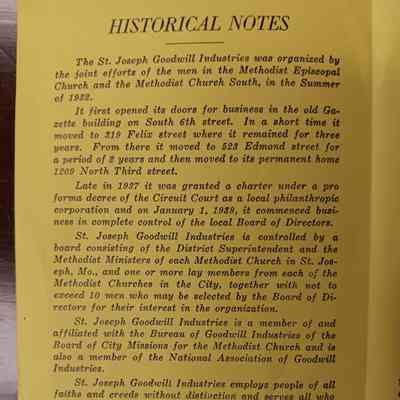 HISTORICAL NOTES
The St. Joseph Goodwill Industries was organized by
the joint efforts of the men in the Methodist Episcopal
Church and the Methodist Church South, in the Summer
of 1932.
It first opened its doors for business in the old Ga-
zette building on South 6th street. In a short time it
moved to 319 Felix street where it remained for three
years. From there it moved to 523 Edmond street for
a period of 2 years and then moved to its permanent home
1209 North Third street.
Late in 1937 it was granted a charter under a pro
forma decree of the Circuit Court as a local philanthropic
corporation and on January 1, 1938, it commenced busi-
ness in complete control of the local Board of Directors.
St. Joseph Goodwill Industries is controlled by a
board consisting of the District Superintendent and the
Methodist Ministers of each Methodist Church in St. Jos-
eph, Mo., and one or more lay members from each of the
Methodist Churches in the City, together with not to
exceed 10 men who may be selected by the Board of Di-
rectors for their interest in the organization.
St. Joseph Goodwill Industries is a member of and
affiliated with the Bureau of Goodwill Industries of the
Board of City Missions for the Methodist Church and is
also a member of the National Association of Goodwill
Industries.
St. Joseph Goodwill Industries employs people of all
faiths and creeds without distinction and serves all who